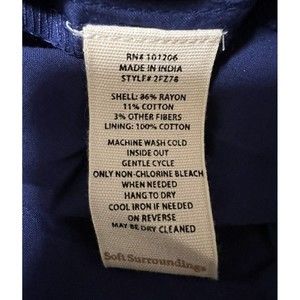 RN# 101206
MADE IN INDIA
STYLE# 2FZ76
SHELL: 86% RAYON
11% COTTON
3% OTHER FIBERS
LINING: 100% COTTON
MACHINE WASH COLD
INSIDE OUT
GENTLE CYCLE
ONLY NON-CHLORINE BLEACH
WHEN NEEDED
HANG TO DRY
COOL IRON IF NEEDED
ON REVERSE
MAY BE DRY CLEANED
Soft Surroundings